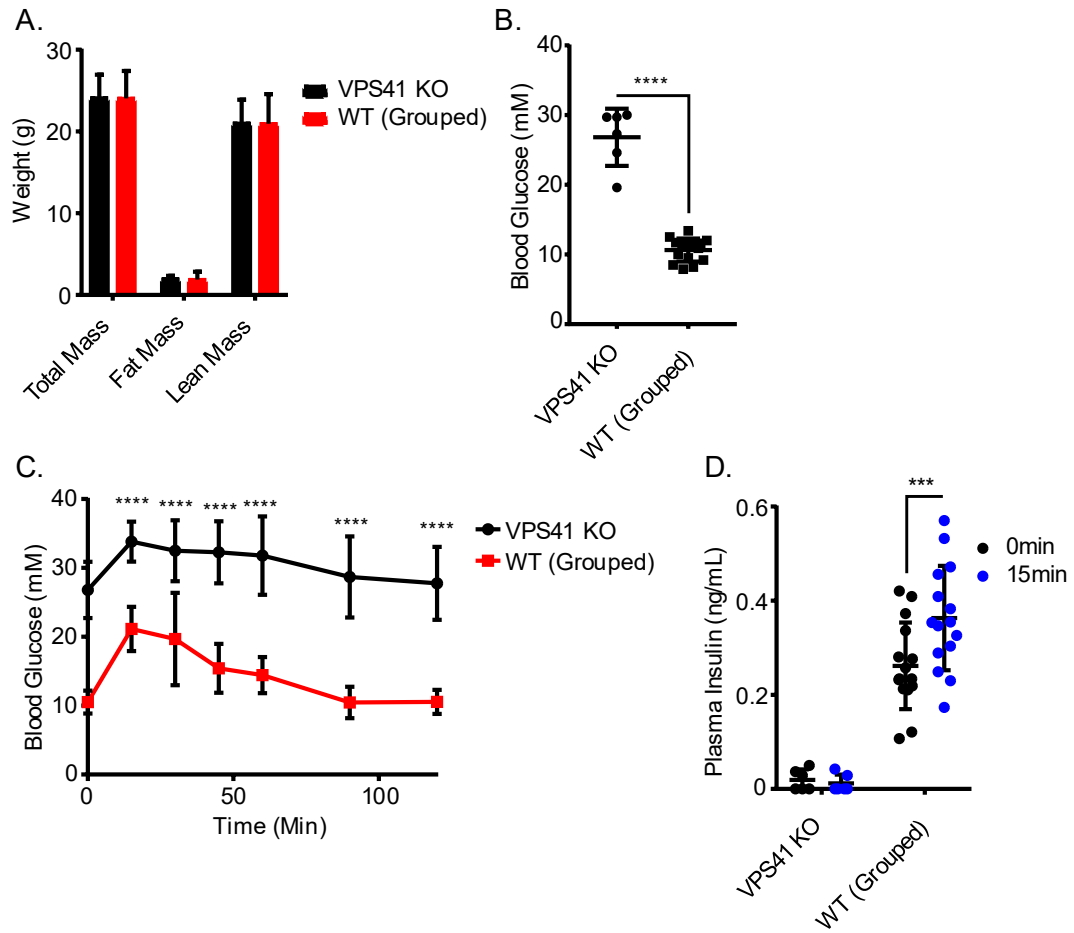 A.
30
20
10
0
Weight (g)
VPS41 KO
WT (Grouped)
Total Mass
Fat Mass
Lean Mass
B.
40
30
20
10
0
Blood Glucose (mM)
****
VPS41 KO
WT (Grouped)
C.
40
30
20
10
0
Blood Glucose (mM)
**** **** **** **** **** ****
VPS41 KO
WT (Grouped)
0 50 100
Time (Min)
D.
0.6
0.4
0.2
0
Plasma Insulin (ng/mL)
***
0min
15min
VPS41 KO
WT (Grouped)